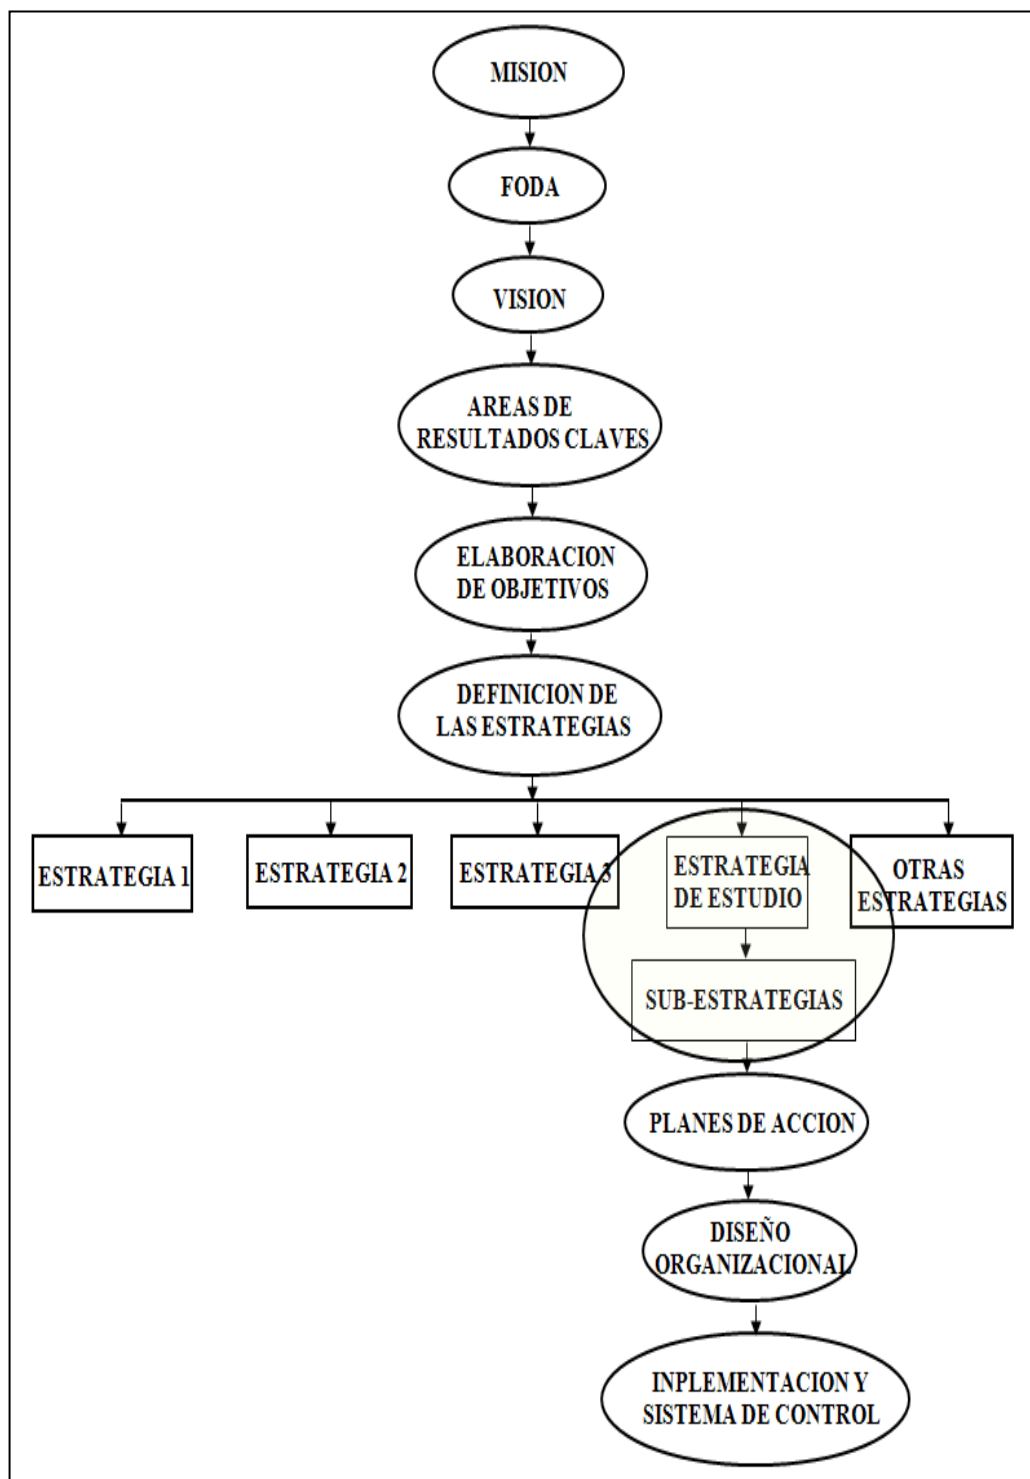 MISION
FODA
VISION
AREAS DE
RESULTADOS CLAVES
ELABORACION
DE OBJETIVOS
DEFINICION DE
LAS ESTRATEGIAS
ESTRATEGIA 1
ESTRATEGIA 2
ESTRATEGIA 3
ESTRATEGIA
DE ESTUDIO
OTRAS
ESTRATEGIAS
SUB-ESTRATEGIAS
PLANES DE ACCION
DISEÑO
ORGANIZACIONAL
INPLEMENTACION Y
SISTEMA DE CONTROL